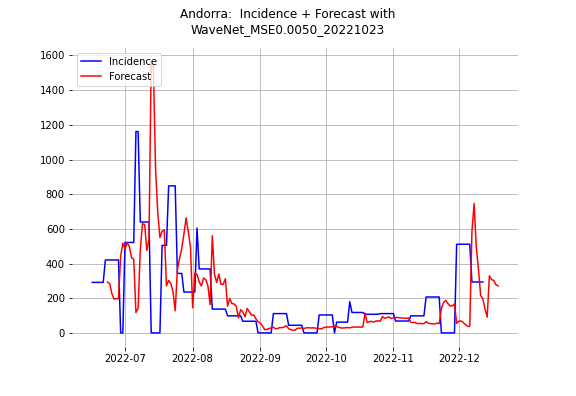 Andorra:  Incidence + Forecast with
WaveNet_MSE0.0050_20221023
1600
Incidence
Forecast
1400
1200
1000
800
600
400
200
0
2022-07 2022-08 2022-09 2022-10 2022-11 2022-12